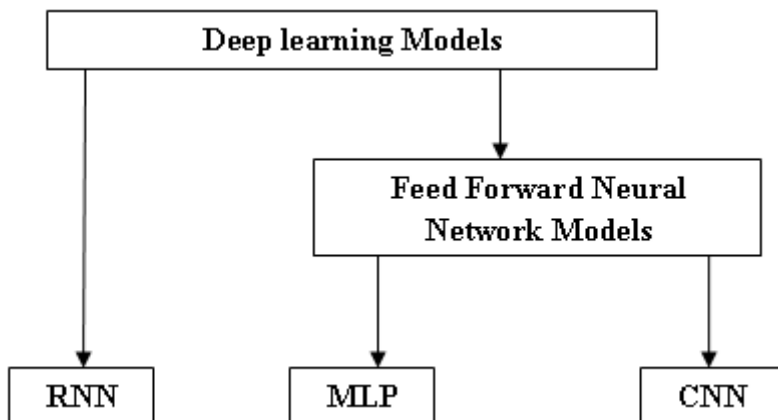 Deep learning Models
Feed Forward Neural
Network Models
RNN
MLP
CNN